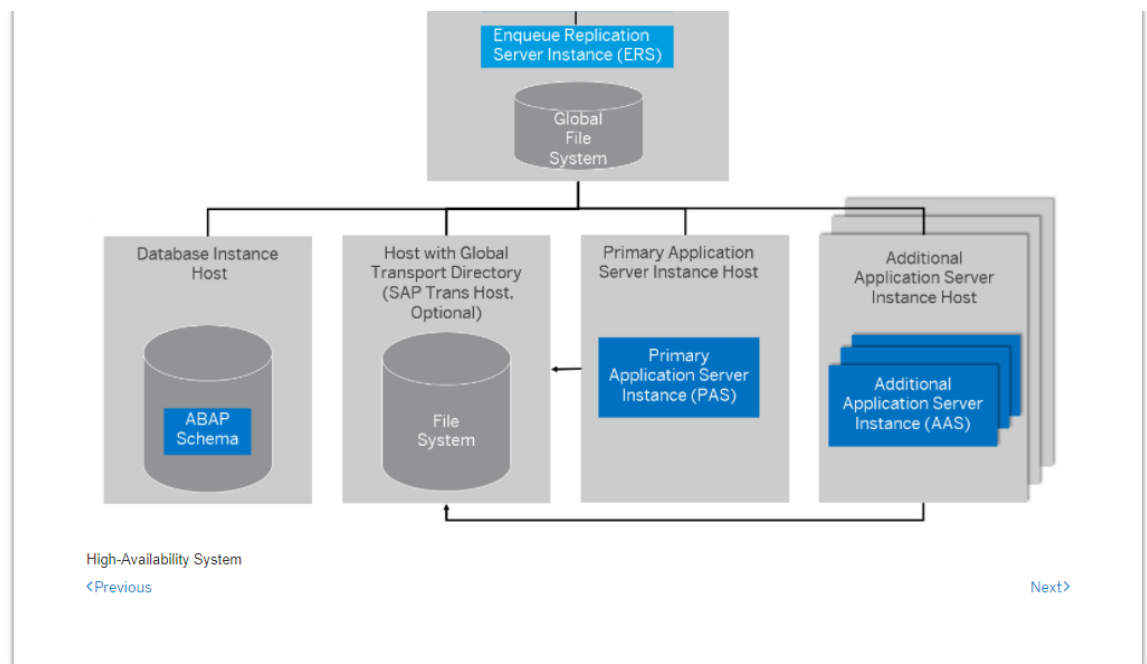 Enqueue Replication
Server Instance (ERS)
Global
File
System
Database Instance
Host
Host with Global
Transport Directory
(SAP Trans Host,
Optional)
Primary Application
Server Instance Host
Additional
Application Server
Instance Host
ABAP
Schema
File
System
Primary
Application Server
Instance (PAS)
Additional
Application Server
Instance (AAS)
High-Availability System
<Previous
Next>